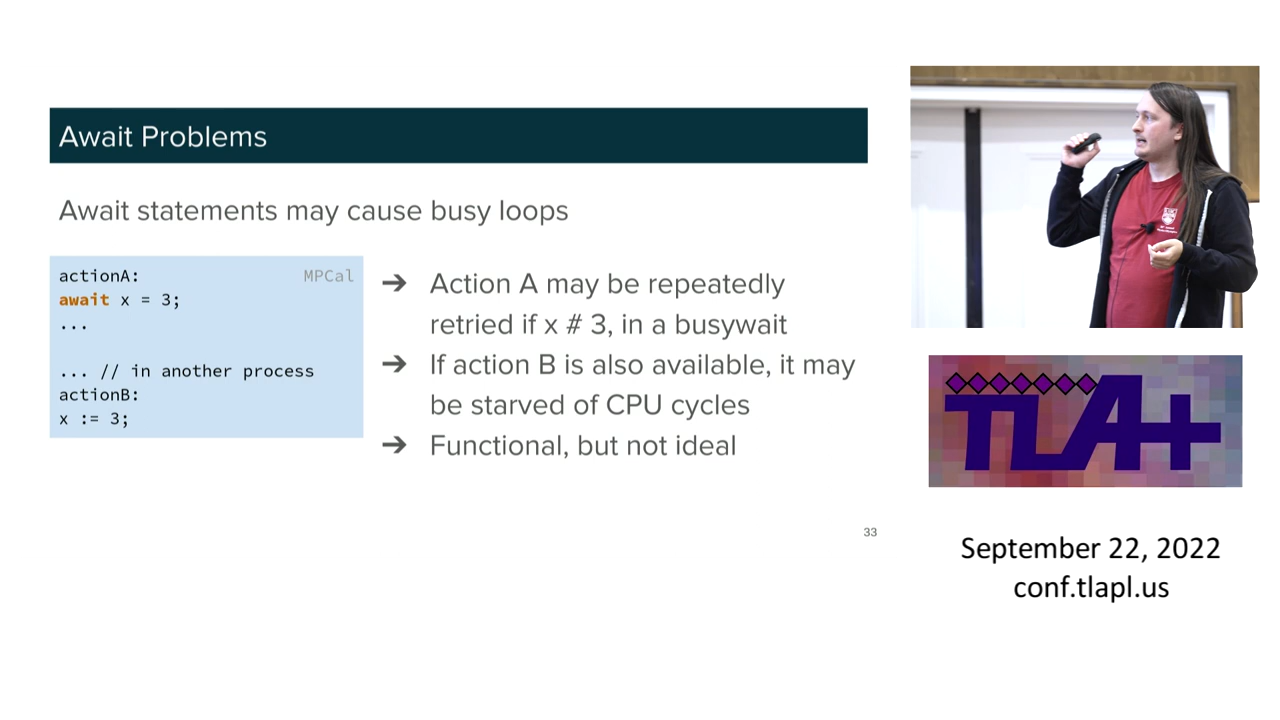 Await Problems
Await statements may cause busy loops
actionA: MPCal
await x = 3;
...
... // in another process
actionB:
x := 3;
➔ Action A may be repeatedly
retried if x # 3, in a busywait
➔ If action B is also available, it may
be starved of CPU cycles
➔ Functional, but not ideal
33
TLA+
September 22, 2022
conf.tlapl.us